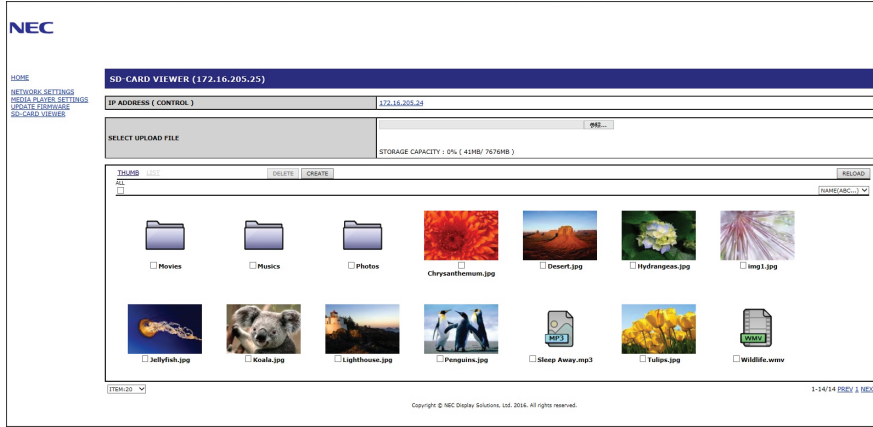 NEC
HOME
NETWORK SETTINGS
MEDIA PLAYER SETTINGS
UPDATE FIRMWARE
SD-CARD VIEWER
SD-CARD VIEWER (172.16.205.25)
IP ADDRESS ( CONTROL )
172.16.205.24
SELECT UPLOAD FILE
参照...
STORAGE CAPACITY : 0% ( 41MB/ 7676MB )
THUMB LIST DELETE CREATE RELOAD
ALL
NAME(ABC...)
Movies Musics Photos Chrysanthemum.jpg Desert.jpg Hydrangeas.jpg img1.jpg
MP3 WMV
Jellyfish.jpg Koala.jpg Lighthouse.jpg Penguins.jpg Sleep Away.mp3 Tulips.jpg Wildlife.wmv
ITEM:20
1-14/14 PREV 1 NEX
Copyright © NEC Display Solutions, Ltd. 2016. All rights reserved.